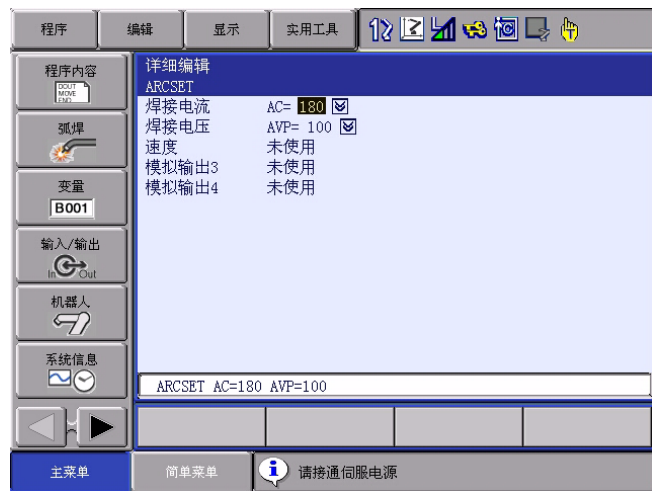 程序 编辑 显示 实用工具
程序内容
DOUT
MOVE
END
弧焊
变量
B001
输入/输出
In Out
机器人
系统信息
详细编辑
ARCSET
焊接电流 AC= 180
焊接电压 AVP= 100
速度 未使用
模拟输出3 未使用
模拟输出4 未使用
ARCSET AC=180 AVP=100
主菜单 简单菜单 请接通伺服电源